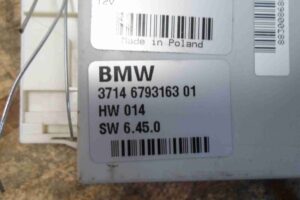 12V
Made in Poland
BMW
3714 6793163 01
HW 014
SW 6.45.0